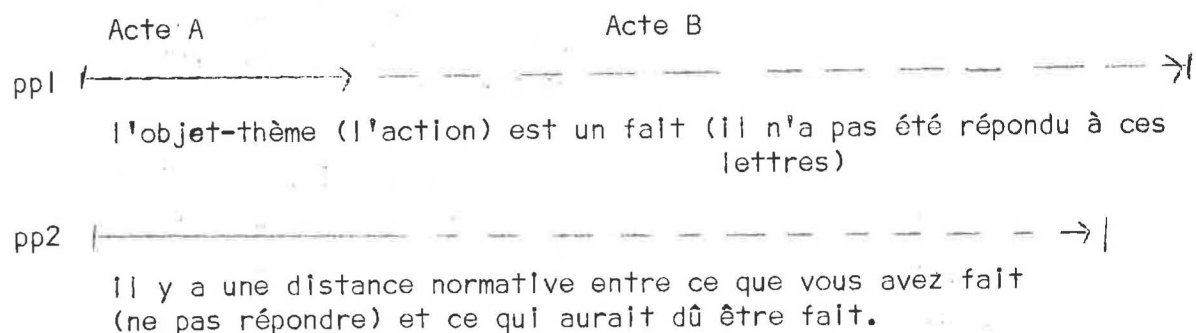 Acte A Acte B
pp1
l'objet-thème (l'action) est un fait (il n'a pas été répondu à ces
lettres)
pp2
il y a une distance normative entre ce que vous avez fait
(ne pas répondre) et ce qui aurait dû être fait.